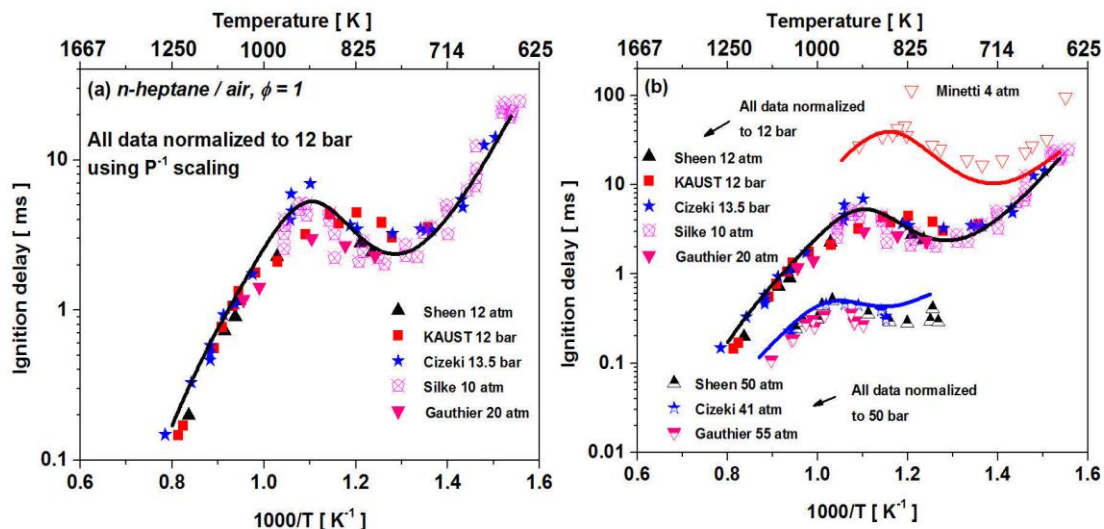 Temperature [ K ]
1667 1250 1000 825 714 625
(a) n-heptane / air, ϕ = 1
All data normalized to 12 bar
using P⁻¹ scaling
10
1
0.1
Ignition delay [ ms ]
Sheen 12 atm
KAUST 12 bar
Cizeki 13.5 bar
Silke 10 atm
Gauthier 20 atm
0.6 0.8 1.0 1.2 1.4 1.6
1000/T [ K⁻¹ ]
Temperature [ K ]
1667 1250 1000 825 714 625
(b)
Minetti 4 atm
All data normalized
to 12 bar
Sheen 12 atm
KAUST 12 bar
Cizeki 13.5 bar
Silke 10 atm
Gauthier 20 atm
100
10
1
0.1
0.01
Ignition delay [ ms ]
Sheen 50 atm
Cizeki 41 atm
Gauthier 55 atm
All data normalized
to 50 bar
0.6 0.8 1.0 1.2 1.4 1.6
1000/T [ K⁻¹ ]